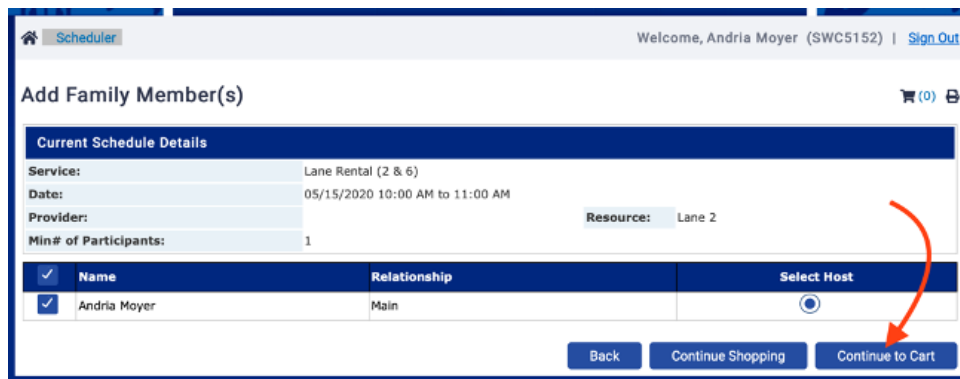 Scheduler Welcome, Andria Moyer (SWC5152) | Sign Out
Add Family Member(s) (0)
Current Schedule Details
Service: Lane Rental (2 & 6)
Date: 05/15/2020 10:00 AM to 11:00 AM
Provider: Resource: Lane 2
Min# of Participants: 1
Name Relationship Select Host
Andria Moyer Main
Back Continue Shopping Continue to Cart